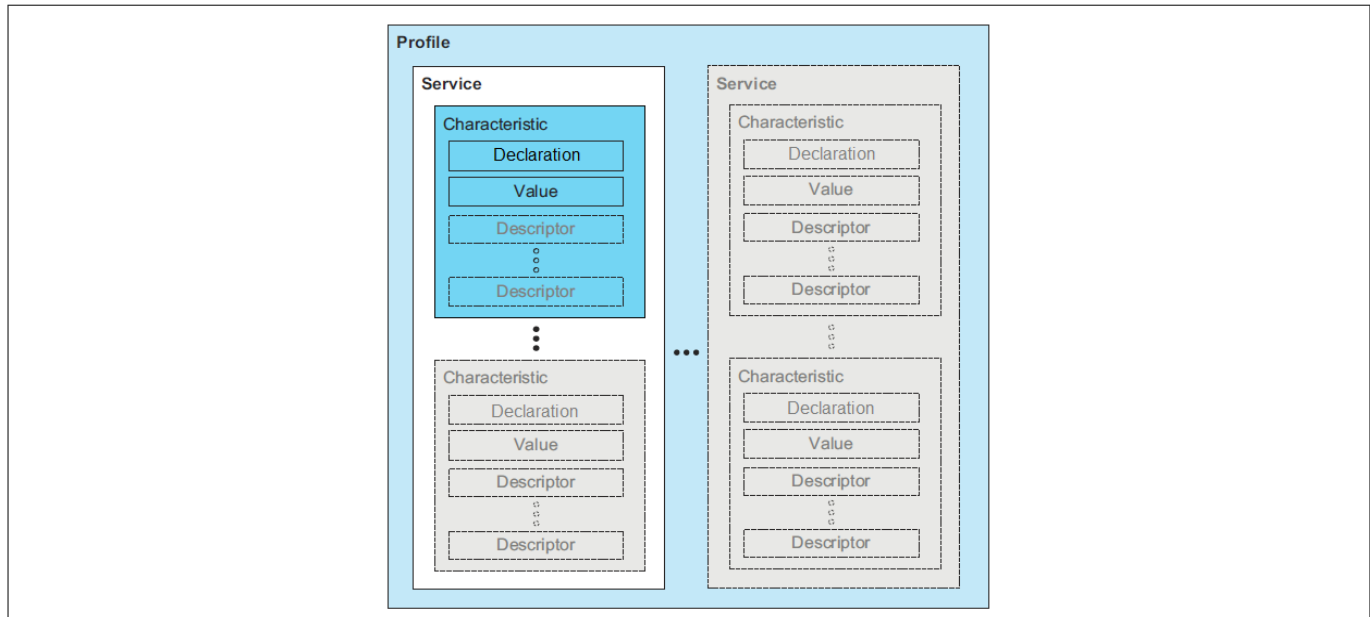 Profile
Service
Characteristic
Declaration
Value
Descriptor
Descriptor
Characteristic
Declaration
Value
Descriptor
Descriptor
Service
Characteristic
Declaration
Value
Descriptor
Descriptor
Characteristic
Declaration
Value
Descriptor
Descriptor